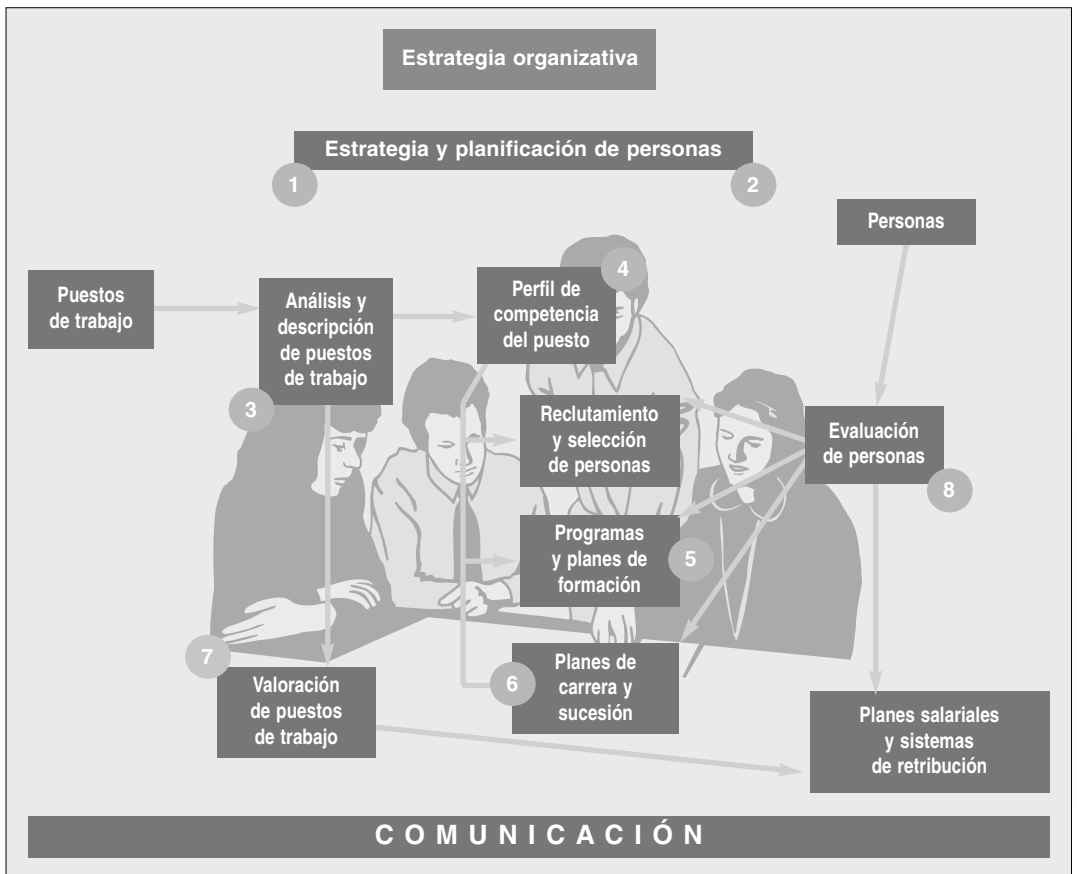 Estrategia organizativa
Estrategia y planificación de personas
1
2
Personas
Puestos
de trabajo
Análisis y
descripción
de puestos
de trabajo
3
Perfil de
competencia
del puesto
4
Reclutamiento
y selección
de personas
Evaluación
de personas
8
Programas
y planes de
formación
5
7
Valoración
de puestos
de trabajo
6
Planes de
carrera y
sucesión
Planes salariales
y sistemas
de retribución
COMUNICACIÓN